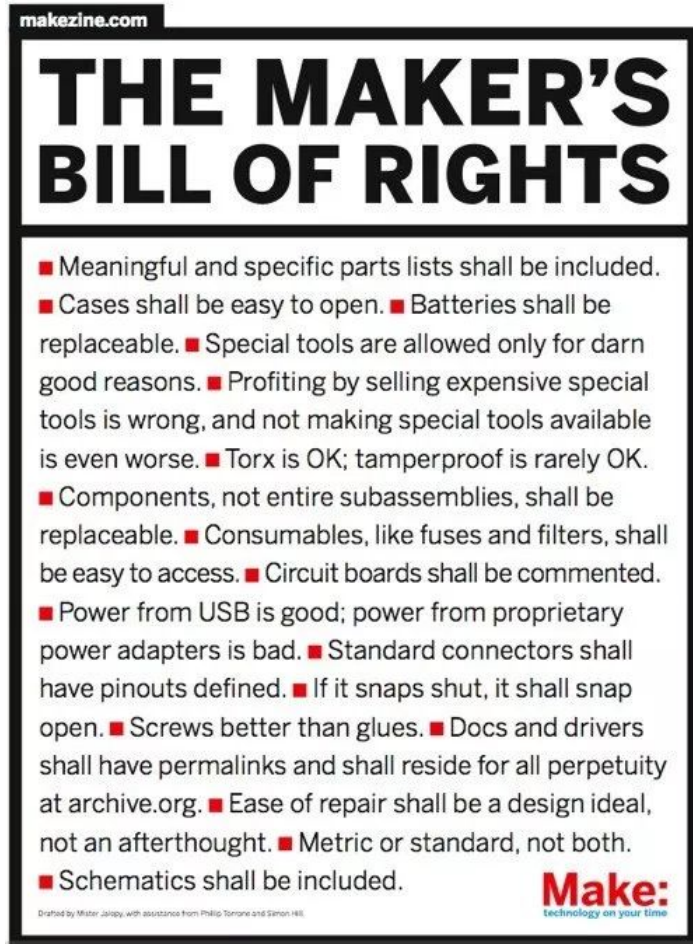 makezine.com
THE MAKER'S
BILL OF RIGHTS
■ Meaningful and specific parts lists shall be included.
■ Cases shall be easy to open. ■ Batteries shall be
replaceable. ■ Special tools are allowed only for darn
good reasons. ■ Profiting by selling expensive special
tools is wrong, and not making special tools available
is even worse. ■ Torx is OK; tamperproof is rarely OK.
■ Components, not entire subassemblies, shall be
replaceable. ■ Consumables, like fuses and filters, shall
be easy to access. ■ Circuit boards shall be commented.
■ Power from USB is good; power from proprietary
power adapters is bad. ■ Standard connectors shall
have pinouts defined. ■ If it snaps shut, it shall snap
open. ■ Screws better than glues. ■ Docs and drivers
shall have permalinks and shall reside for all perpetuity
at archive.org. ■ Ease of repair shall be a design ideal,
not an afterthought. ■ Metric or standard, not both.
■ Schematics shall be included.
Drafted by Mister Jalopy, with assistance from Phillip Torrone and Simon Hill.
Make:
technology on your time